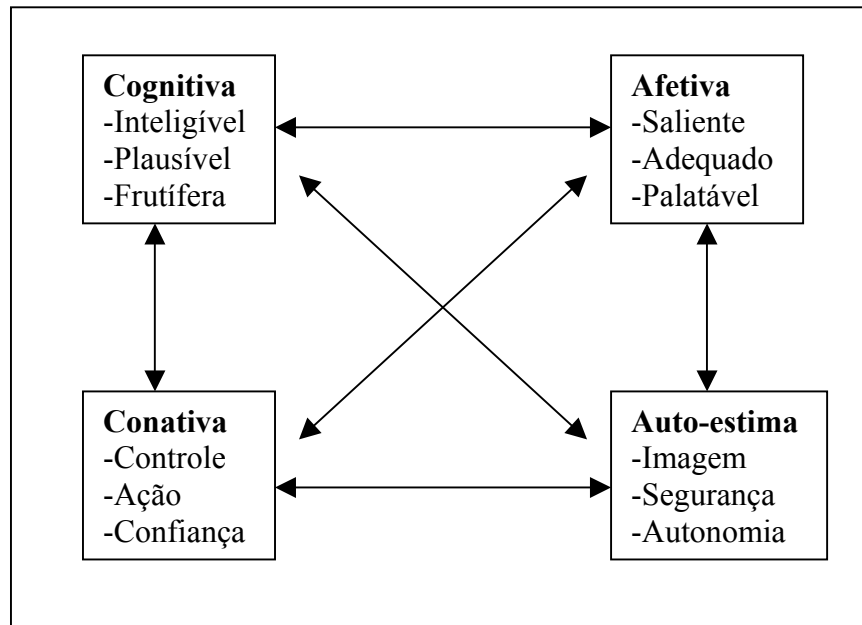 Cognitiva
-Inteligível
-Plausível
-Frutífera
Afetiva
-Saliente
-Adequado
-Palatável
Conativa
-Controle
-Ação
-Confiança
Auto-estima
-Imagem
-Segurança
-Autonomia